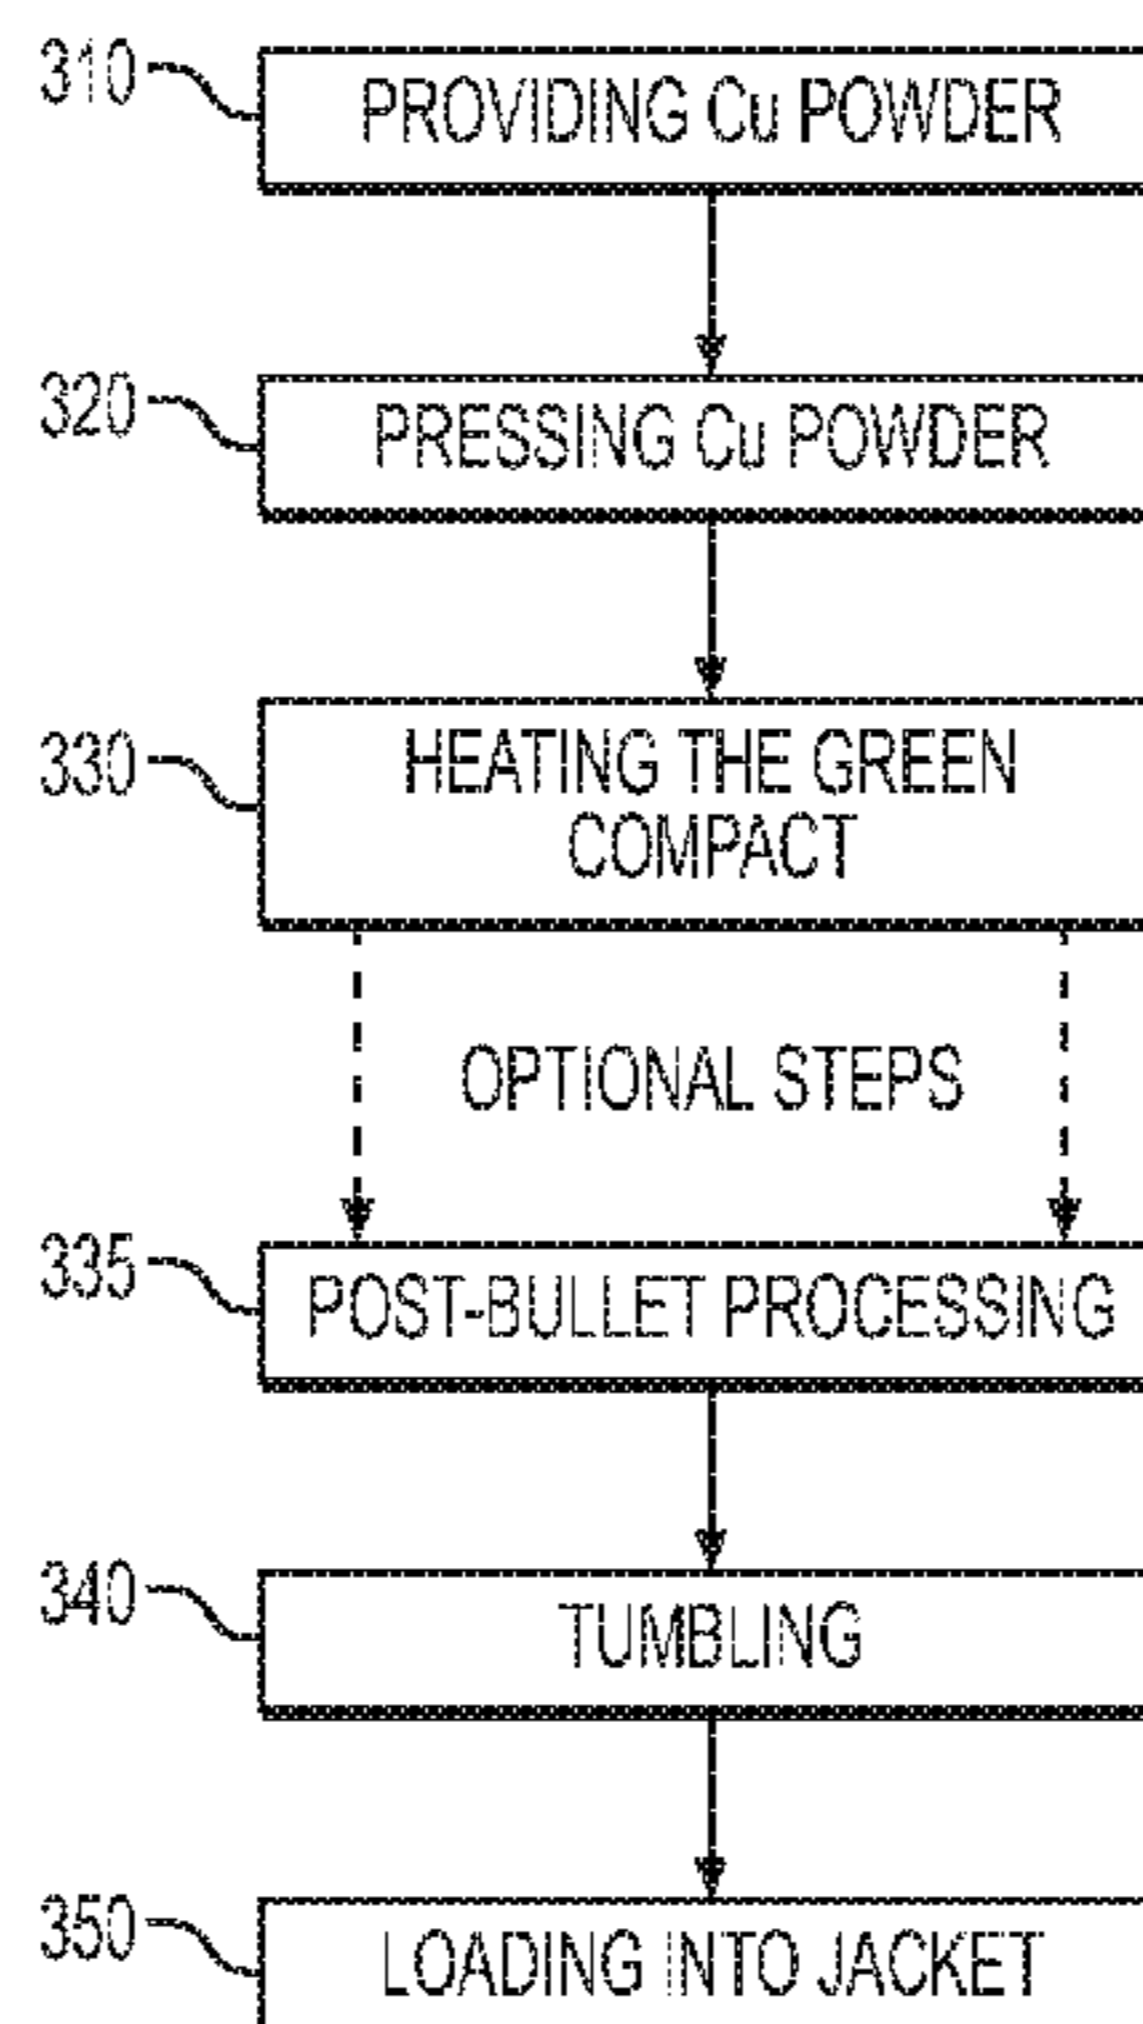 310
PROVIDING Cu POWDER
320
PRESSING Cu POWDER
330
HEATING THE GREEN
COMPACT
OPTIONAL STEPS
335
POST-BULLET PROCESSING
340
TUMBLING
350
LOADING INTO JACKET